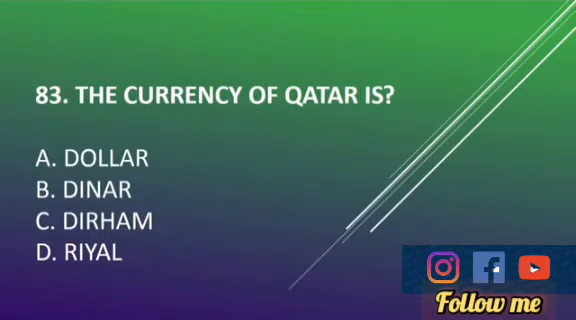 83. THE CURRENCY OF QATAR IS?
A. DOLLAR
B. DINAR
C. DIRHAM
D. RIYAL
Follow me